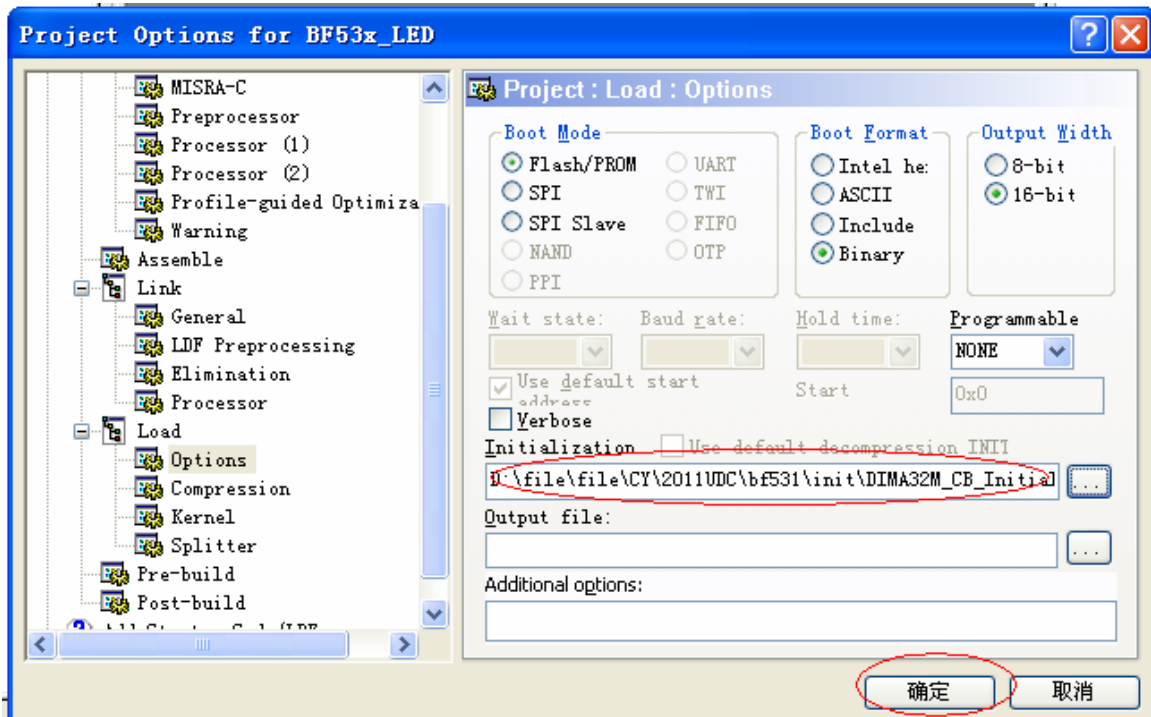 Project Options for BF53x_LED
MISRA-C
Preprocessor
Processor (1)
Processor (2)
Profile-guided Optimiza
Warning
Assemble
Link
General
LDF Preprocessing
Elimination
Processor
Load
Options
Compression
Kernel
Splitter
Pre-build
Post-build
Project : Load : Options
Boot Mode
Flash/PROM
UART
SPI
TWI
SPI Slave
FIFO
NAND
OTP
PPI
Boot Format
Intel he:
ASCII
Include
Binary
Output Width
8-bit
16-bit
Wait state:
Baud rate:
Hold time:
Programmable
NONE
Use default start
address
Start
0x0
Verbose
Initialization
Use default decompression INIT
D:\file\file\CY\2011UDC\bf531\init\DIMA32M_CB_Initial
...
Output file:
...
Additional options:
确定
取消